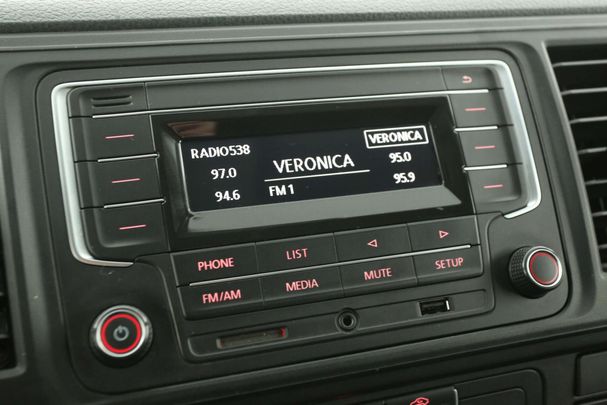 RADIO538
VERONICA
VERONICA
97.0
95.0
94.6
FM 1
95.9
PHONE
LIST
FM/AM
MEDIA
MUTE
SETUP